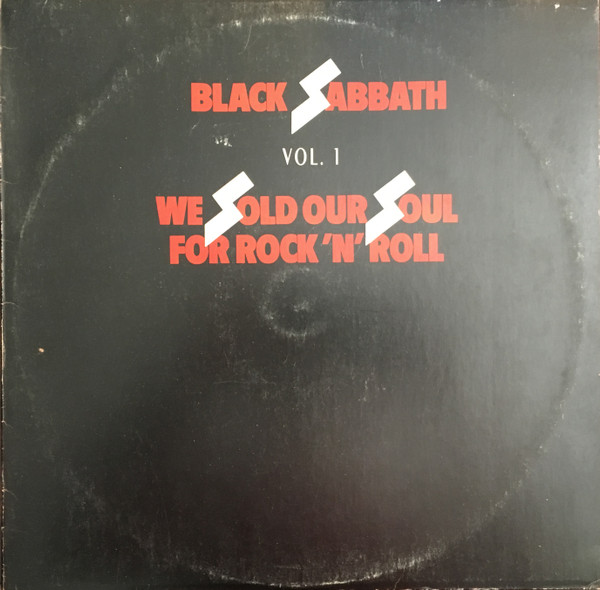 BLACK SABBATH
VOL. 1
WE SOLD OUR SOUL
FOR ROCK 'N' ROLL